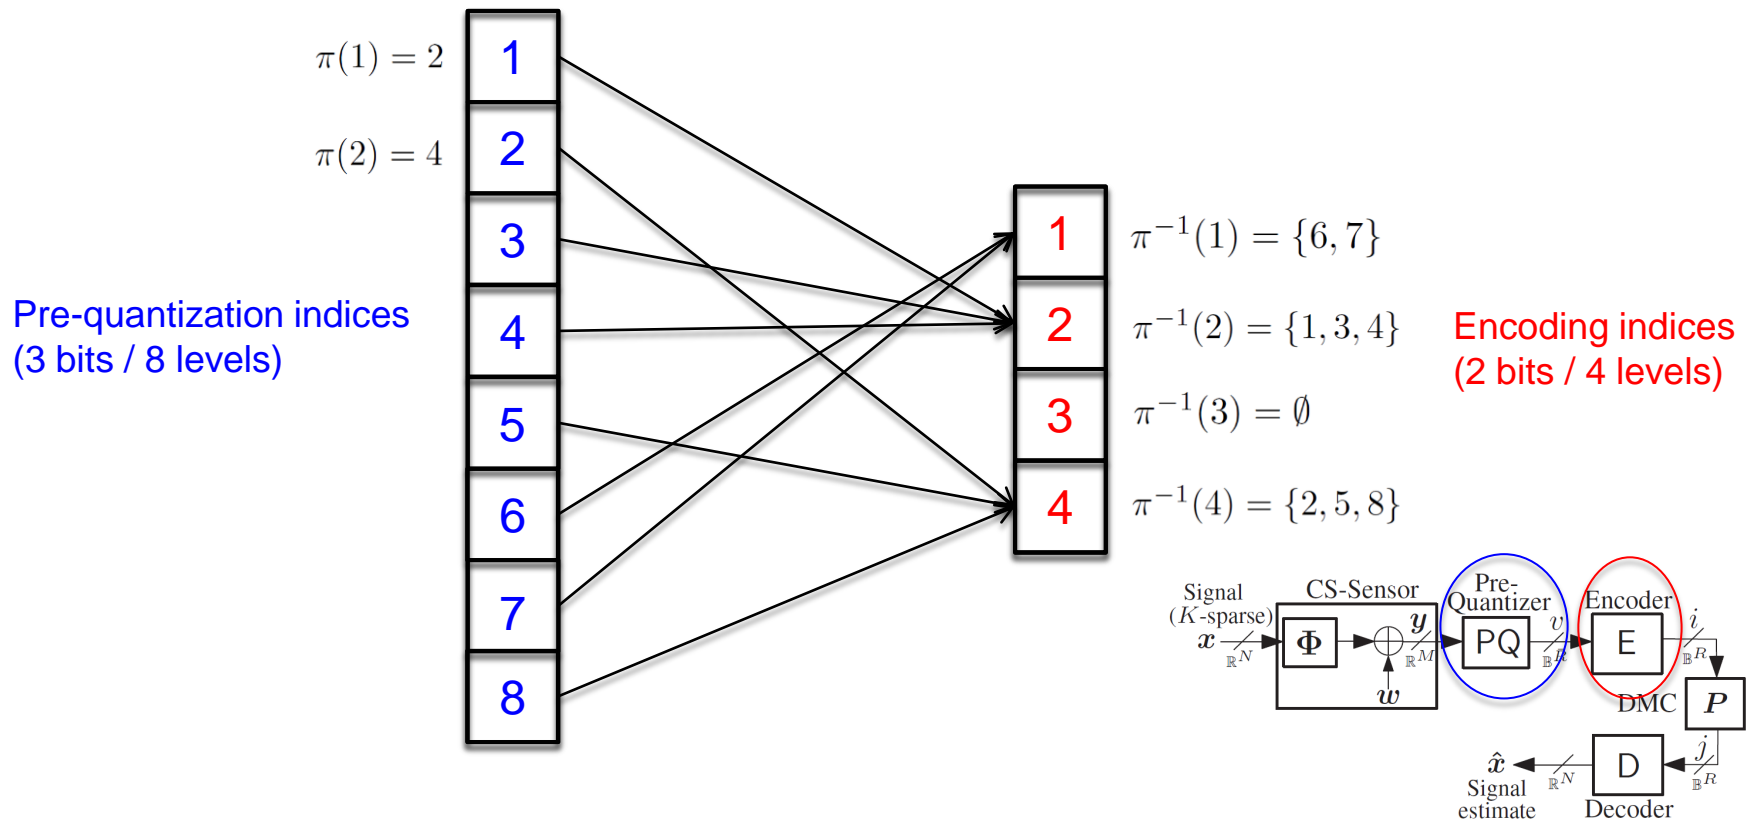 π(1) = 2
π(2) = 4
1
2
3
4
5
6
7
8
Pre-quantization indices
(3 bits / 8 levels)
1
2
3
4
π⁻¹(1) = {6, 7}
π⁻¹(2) = {1, 3, 4}
π⁻¹(3) = ∅
π⁻¹(4) = {2, 5, 8}
Encoding indices
(2 bits / 4 levels)
Signal
(K-sparse)
x
ℝᴺ
CS-Sensor
Φ
w
y
ℝᴹ
Pre-
Quantizer
PQ
v
𝔹ᴿ
Encoder
E
i
𝔹ᴿ
DMC
P
j
𝔹ᴿ
D
Decoder
ℝᴺ
x̂
Signal
estimate